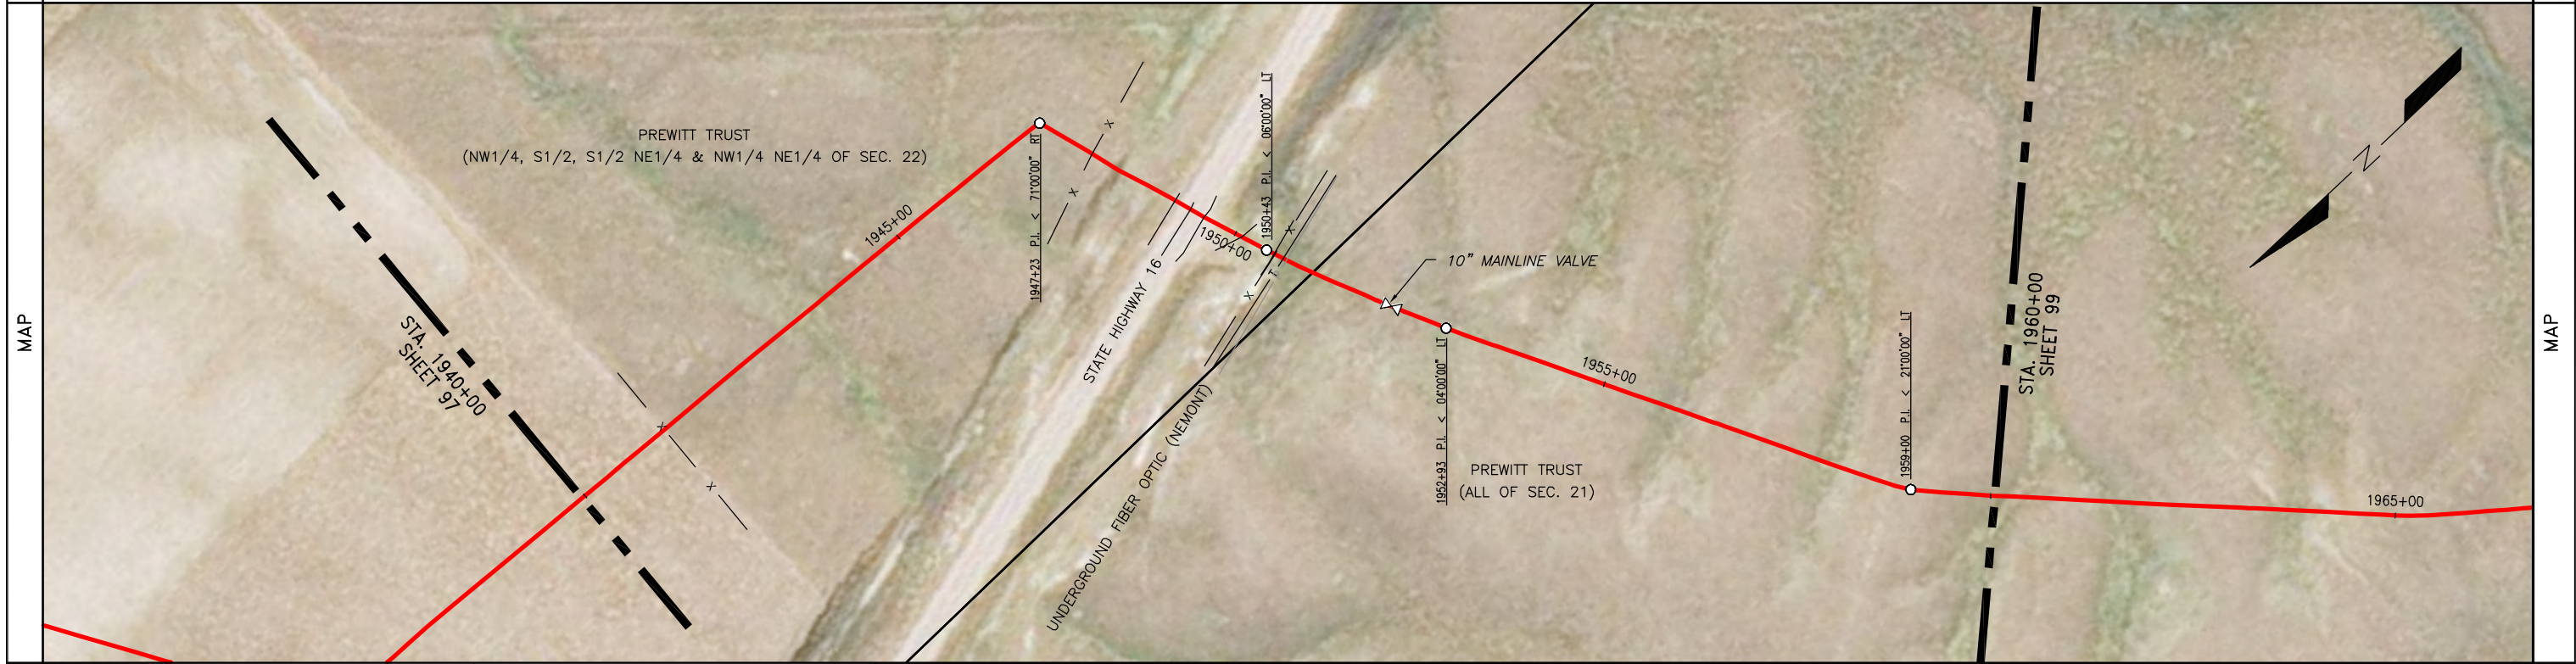 MAP
STA. 1940+00
SHEET 97
PREWITT TRUST
(NW1/4, S1/2, S1/2 NE1/4 & NW1/4 NE1/4 OF SEC. 22)
X
X
1945+00
1947+23 P.I. < 71°00'00" RT
X
X
STATE HIGHWAY 16
1950+00
1950+43 P.I. < 06°00'00" LT
X
T
X
UNDERGROUND FIBER OPTIC (NEMONT)
10" MAINLINE VALVE
1952+93 P.I. < 04°00'00" LT
PREWITT TRUST
(ALL OF SEC. 21)
1955+00
1959+00 P.I. < 21°00'00" LT
STA. 1960+00
SHEET 99
1965+00
N
MAP